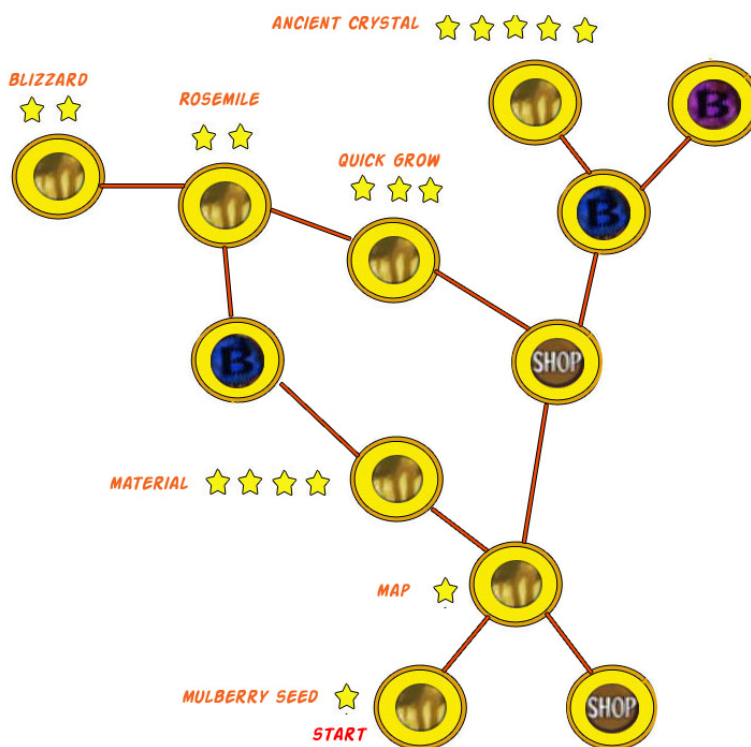 ANCIENT CRYSTAL
BLIZZARD
ROSEMILE
B
QUICK GROW
B
B
SHOP
MATERIAL
MAP
MULBERRY SEED
SHOP
START